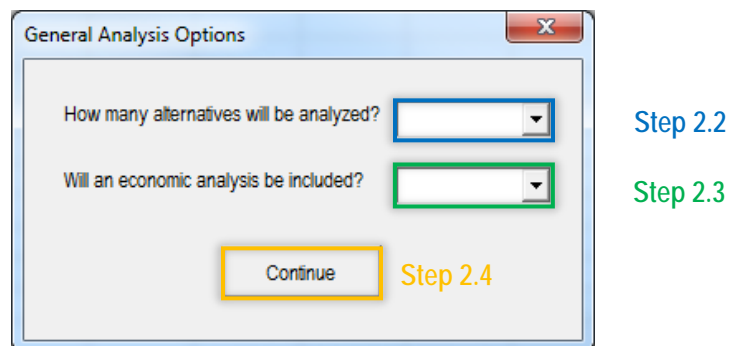 General Analysis Options
How many alternatives will be analyzed?
Step 2.2
Will an economic analysis be included?
Step 2.3
Continue
Step 2.4